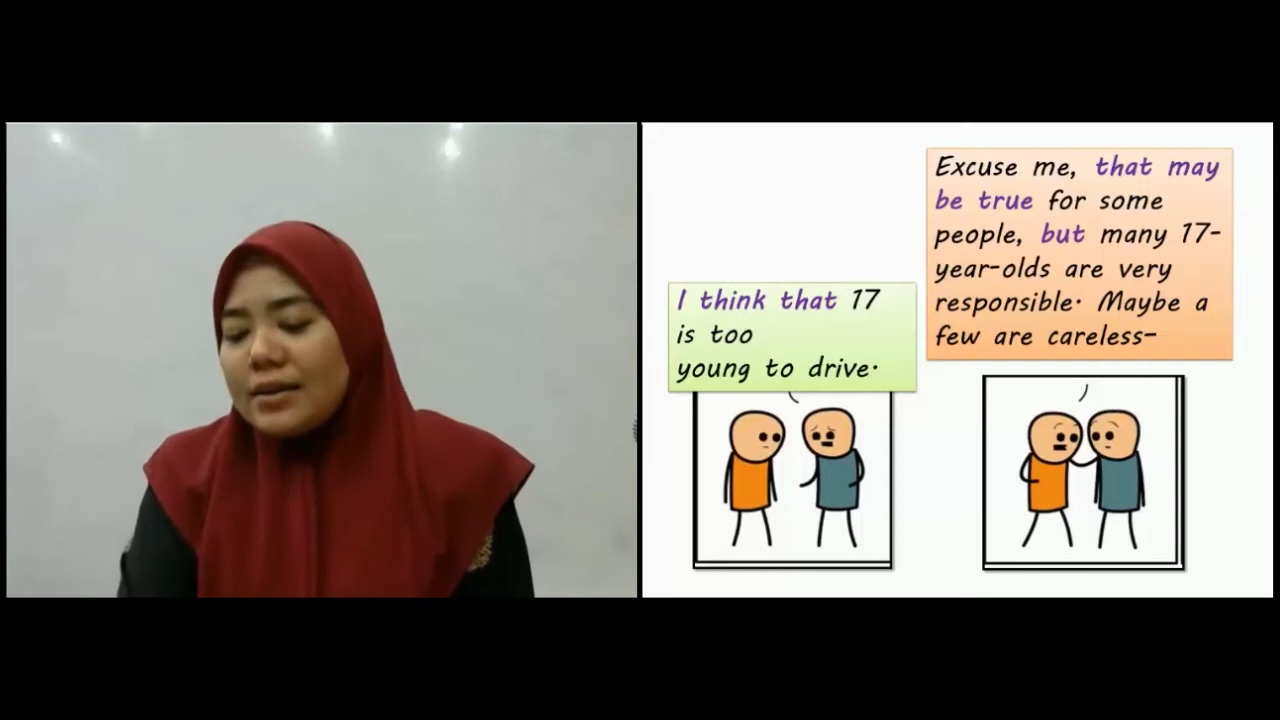 I think that 17
is too
young to drive.
Excuse me, that may
be true for some
people, but many 17-
year-olds are very
responsible. Maybe a
few are careless-